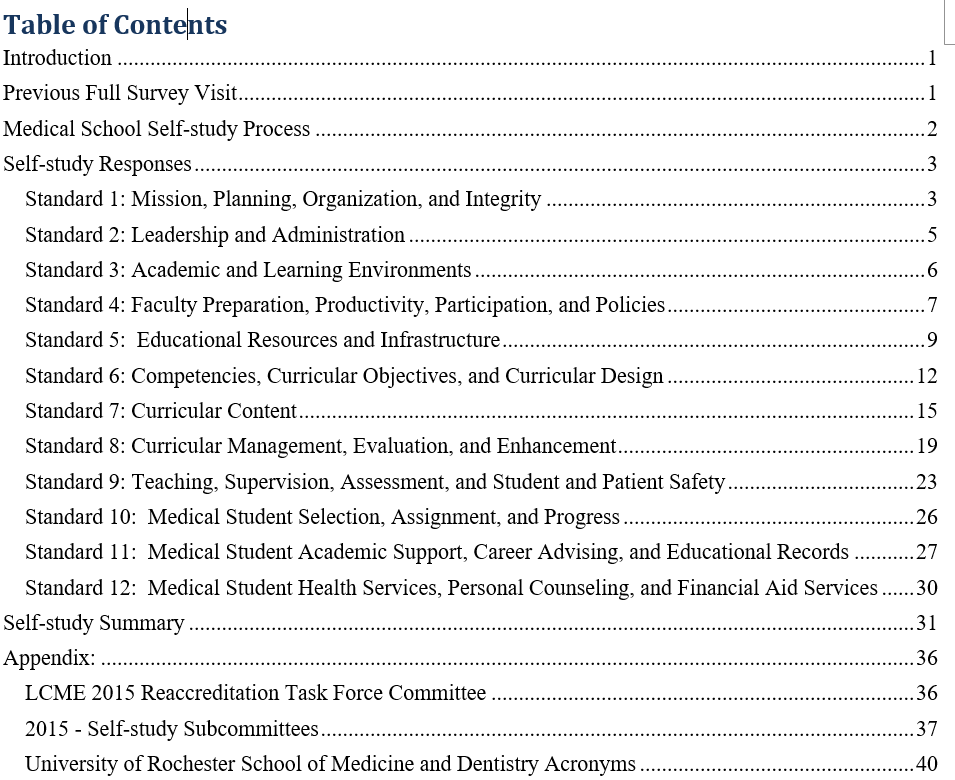 Table of Contents
Introduction ........................................................ 1
Previous Full Survey Visit........................................................ 1
Medical School Self-study Process ........................................................ 2
Self-study Responses ........................................................ 3
Standard 1: Mission, Planning, Organization, and Integrity ........................................................ 3
Standard 2: Leadership and Administration ........................................................ 5
Standard 3: Academic and Learning Environments ........................................................ 6
Standard 4: Faculty Preparation, Productivity, Participation, and Policies ........................................................ 7
Standard 5:  Educational Resources and Infrastructure ........................................................ 9
Standard 6: Competencies, Curricular Objectives, and Curricular Design ........................................................ 12
Standard 7: Curricular Content ........................................................ 15
Standard 8: Curricular Management, Evaluation, and Enhancement ........................................................ 19
Standard 9: Teaching, Supervision, Assessment, and Student and Patient Safety ........................................ 23
Standard 10:  Medical Student Selection, Assignment, and Progress ........................................................ 26
Standard 11:  Medical Student Academic Support, Career Advising, and Educational Records ........... 27
Standard 12:  Medical Student Health Services, Personal Counseling, and Financial Aid Services ...... 30
Self-study Summary ........................................................ 31
Appendix: ........................................................ 36
LCME 2015 Reaccreditation Task Force Committee ........................................................ 36
2015 - Self-study Subcommittees ........................................................ 37
University of Rochester School of Medicine and Dentistry Acronyms ........................................................ 40